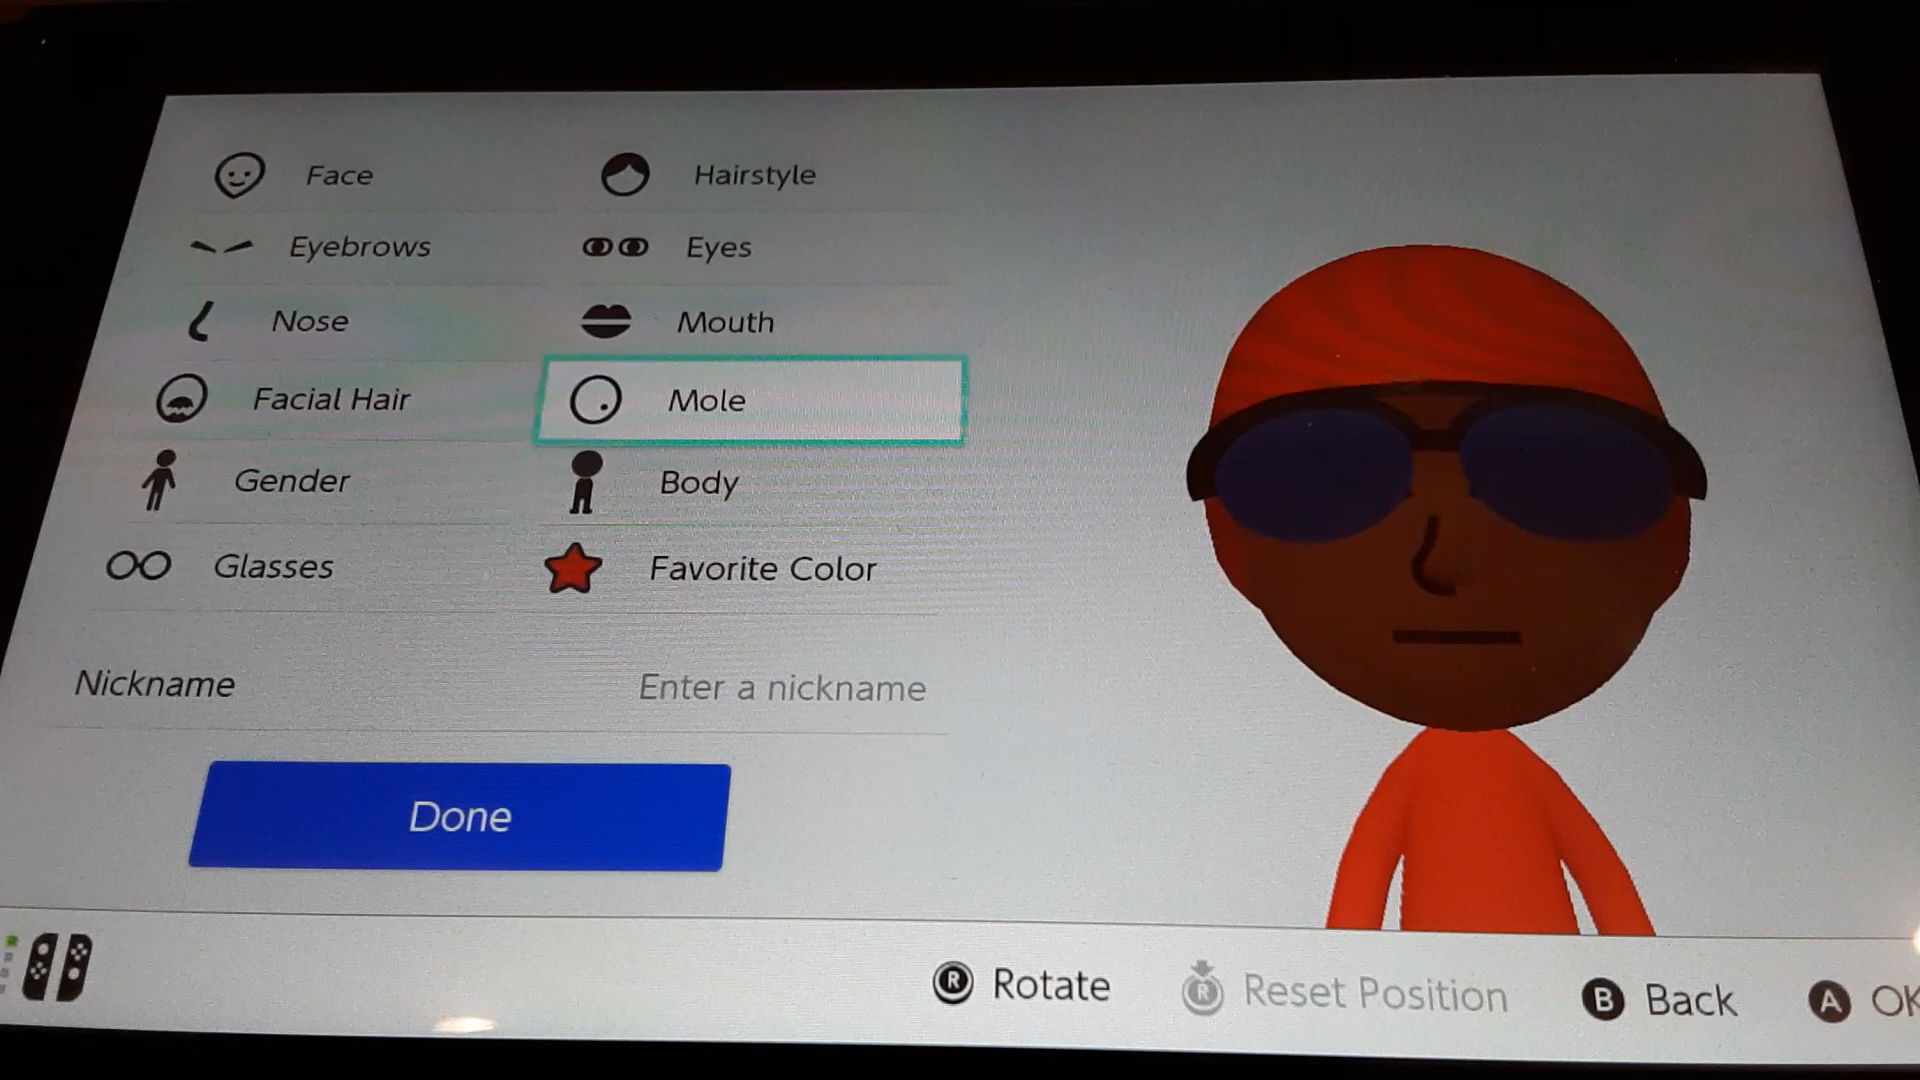 Face Hairstyle
Eyebrows Eyes
Nose Mouth
Facial Hair Mole
Gender Body
Glasses Favorite Color
Nickname Enter a nickname
Done
R Rotate R Reset Position B Back A OK